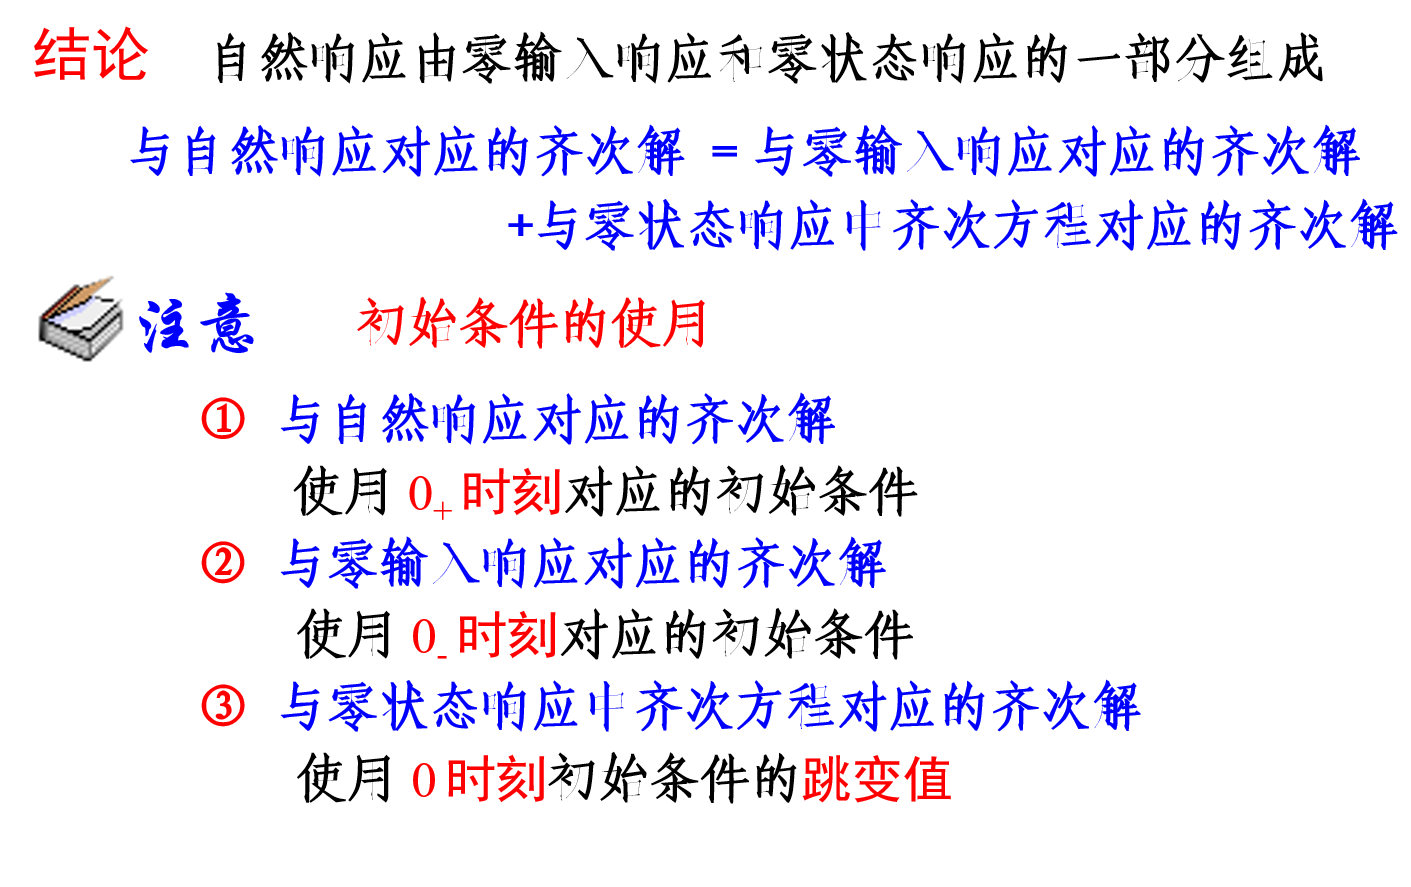 结论 自然响应由零输入响应和零状态响应的一部分组成
与自然响应对应的齐次解 = 与零输入响应对应的齐次解
+与零状态响应中齐次方程对应的齐次解
注意 初始条件的使用
① 与自然响应对应的齐次解
使用 0₊ 时刻对应的初始条件
② 与零输入响应对应的齐次解
使用 0₋ 时刻对应的初始条件
③ 与零状态响应中齐次方程对应的齐次解
使用 0 时刻初始条件的跳变值